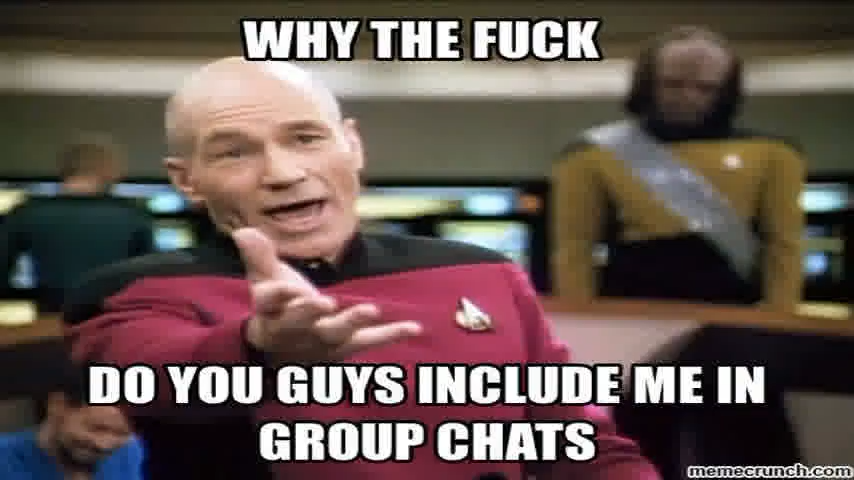 WHY THE FUCK
DO YOU GUYS INCLUDE ME IN
GROUP CHATS
memecrunch.com